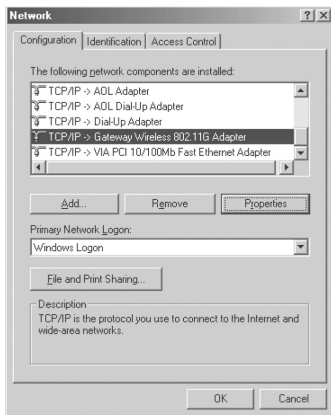 Network
Configuration Identification Access Control
The following network components are installed:
TCP/IP -> AOL Adapter
TCP/IP -> AOL Dial-Up Adapter
TCP/IP -> Dial-Up Adapter
TCP/IP -> Gateway Wireless 802.11G Adapter
TCP/IP -> VIA PCI 10/100Mb Fast Ethernet Adapter
Add... Remove Properties
Primary Network Logon:
Windows Logon
File and Print Sharing...
Description
TCP/IP is the protocol you use to connect to the Internet and
wide-area networks.
OK Cancel